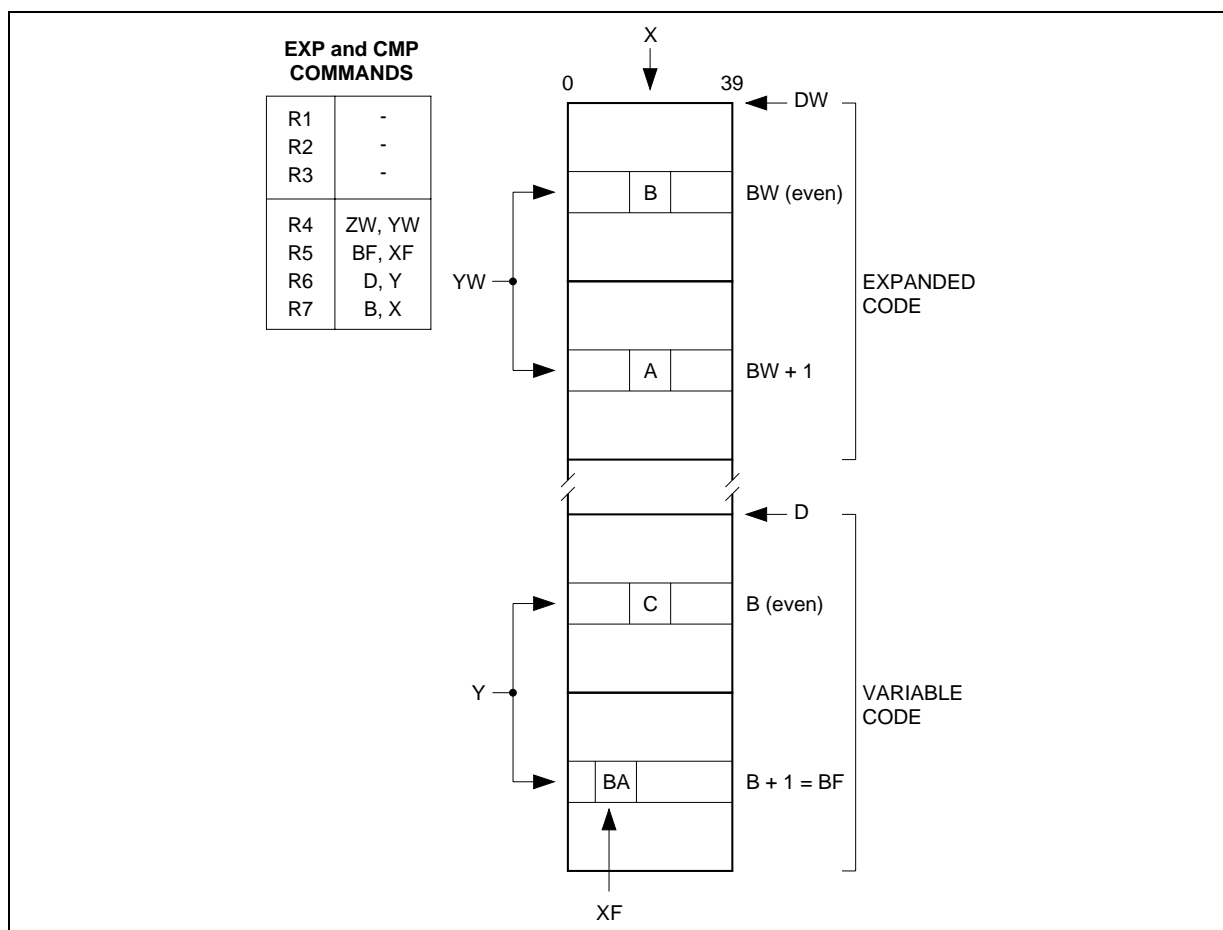 EXP and CMP
COMMANDS
R1 -
R2 -
R3 -
R4 ZW, YW
R5 BF, XF
R6 D, Y
R7 B, X
X
0 39
DW
B BW (even)
YW
EXPANDED
CODE
A BW + 1
D
C B (even)
Y
VARIABLE
CODE
BA B + 1 = BF
XF